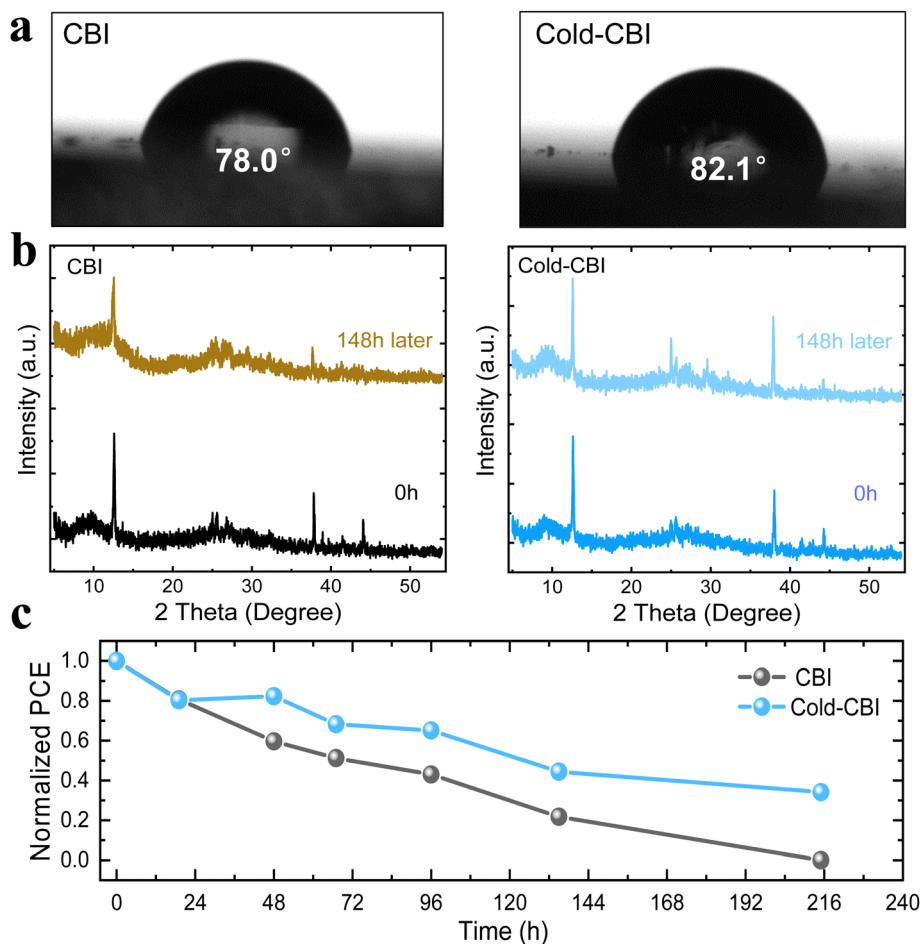 a
CBI
78.0°
Cold-CBI
82.1°
b
CBI
148h later
0h
Intensity (a.u.)
10 20 30 40 50
2 Theta (Degree)
Cold-CBI
148h later
0h
Intensity (a.u.)
10 20 30 40 50
2 Theta (Degree)
c
CBI
Cold-CBI
Normalized PCE
1.0
0.8
0.6
0.4
0.2
0.0
0 24 48 72 96 120 144 168 192 216 240
Time (h)